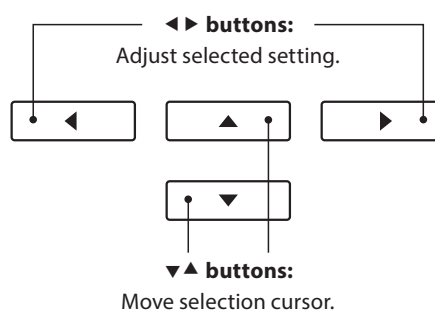 ◀ ▶ buttons:
Adjust selected setting.
◀
▲
▶
▼
▼▲ buttons:
Move selection cursor.